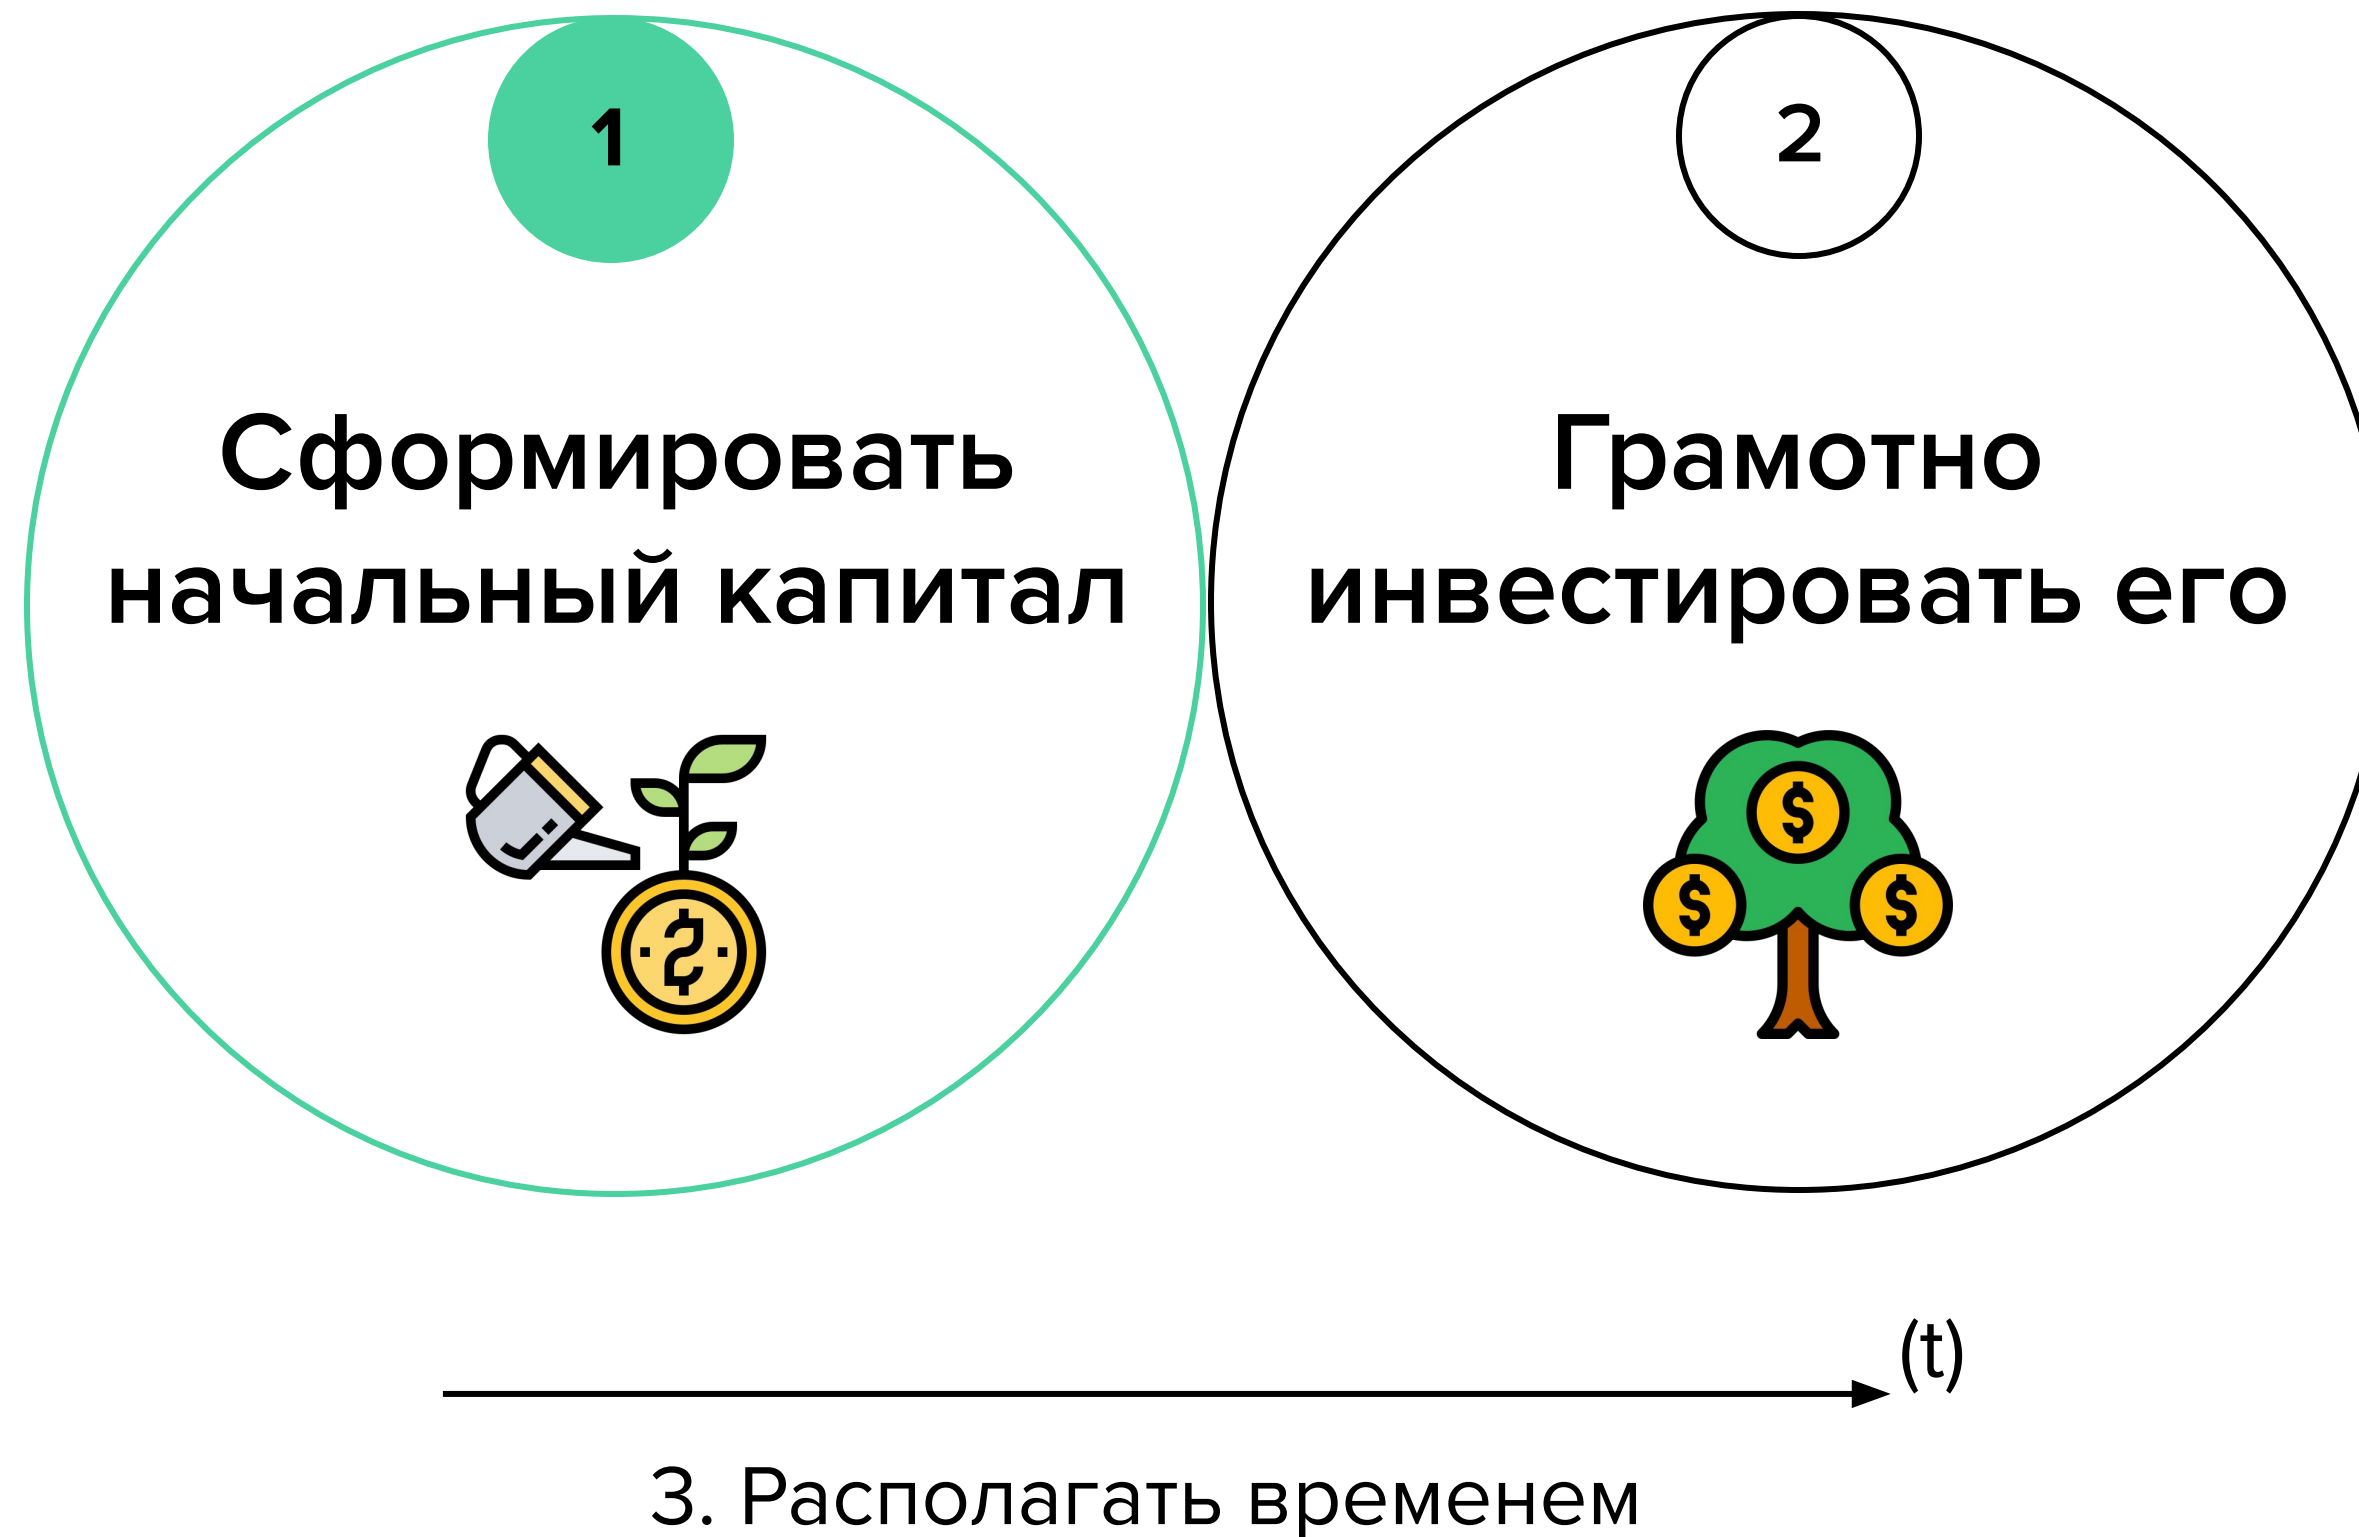 1
Сформировать
начальный капитал
2
Грамотно
инвестировать его
$
$
$
(t)
3. Располагать временем